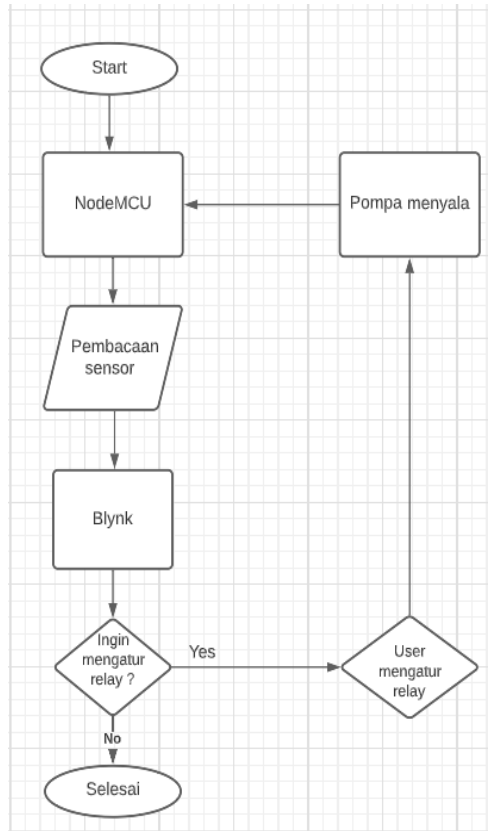 Start
NodeMCU
Pompa menyala
Pembacaan
sensor
Blynk
Ingin
mengatur
relay ?
Yes
User
mengatur
relay
No
Selesai